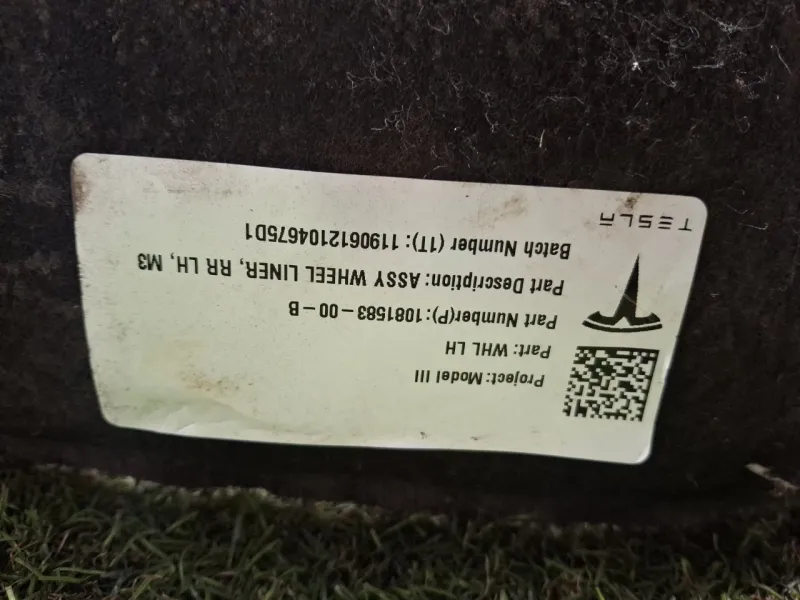 Project: Model III
Part: WHL LH
Part Number(P): 1081583-00-B
Part Description: ASSY WHEEL LINER, RR LH, M3
Batch Number (1T): 1190612104675D1
TESLA